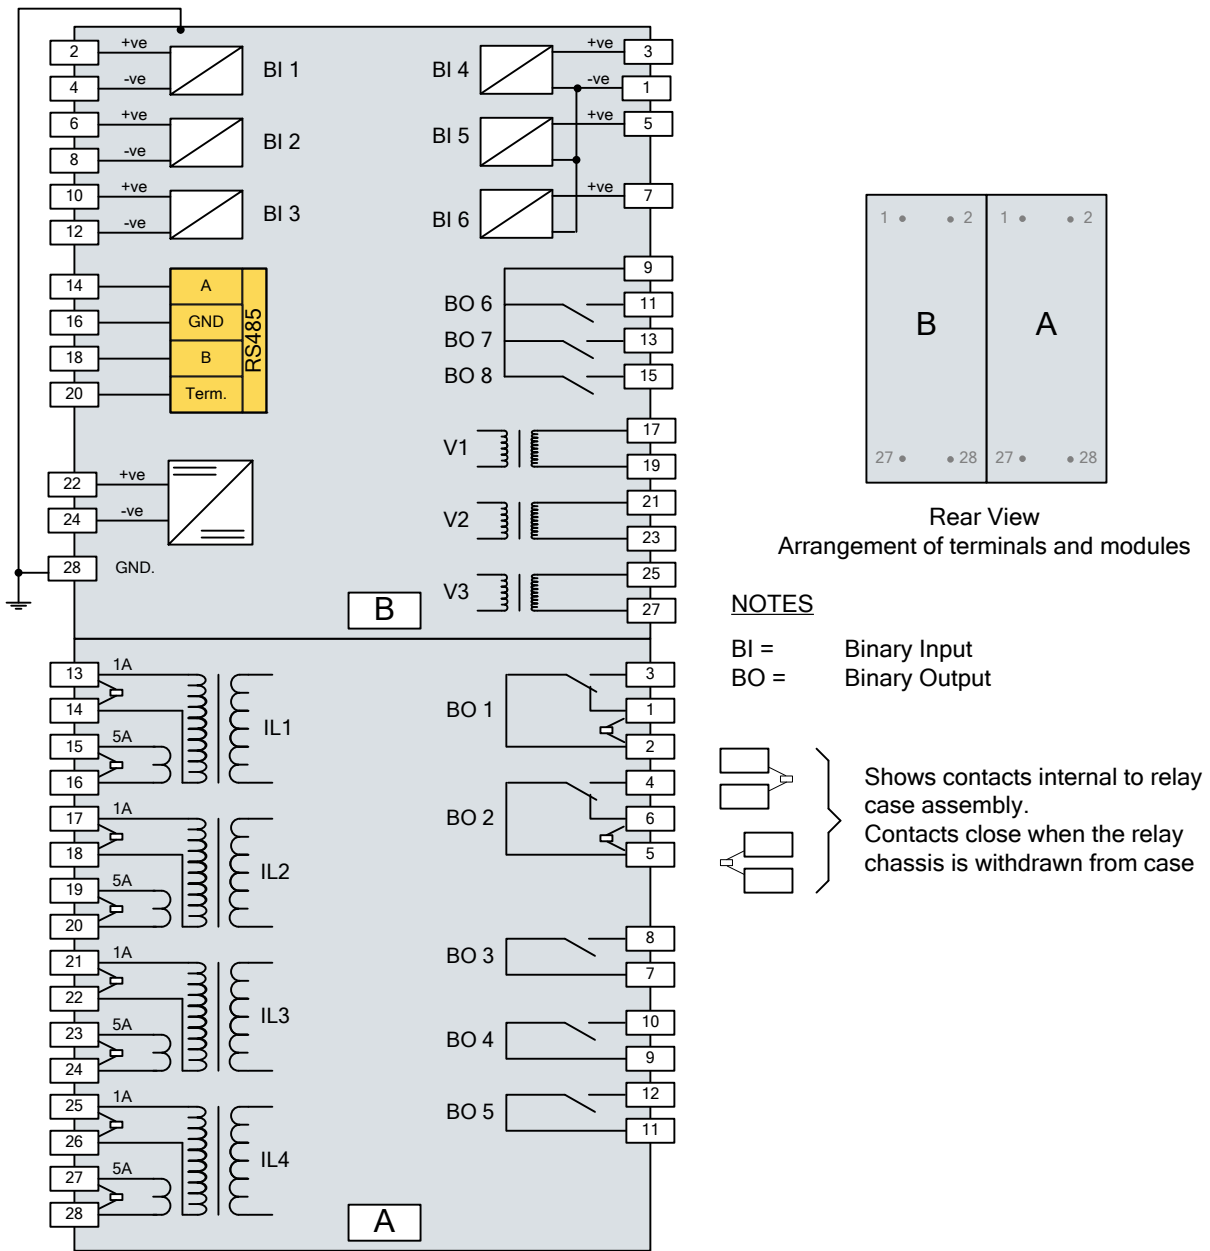 2 +ve BI 1 BI 4 +ve 3
4 -ve -ve 1
6 +ve BI 2 BI 5 +ve 5
8 -ve
10 +ve BI 3 BI 6 +ve 7
12 -ve
9
14 A BO 6 11
16 GND BO 7 13
18 B BO 8 15
20 Term.
RS485
V1 17
19
22 +ve V2 21
24 -ve 23
28 GND. V3 25
27
B
13 1A BO 1 3
14 IL1 1
15 5A 2
16 BO 2 4
17 1A 6
18 IL2 5
19 5A
20
21 1A BO 3 8
22 IL3 7
23 5A BO 4 10
24 9
25 1A BO 5 12
26 IL4 11
27 5A
28
A
1 2 1 2
B A
27 28 27 28
Rear View
Arrangement of terminals and modules
NOTES
BI = Binary Input
BO = Binary Output
Shows contacts internal to relay
case assembly.
Contacts close when the relay
chassis is withdrawn from case